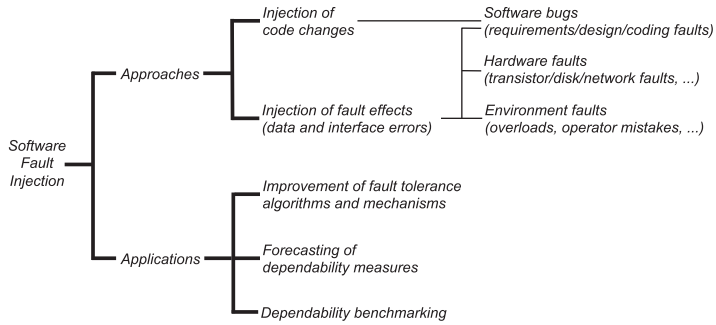 Software
Fault
Injection
Approaches
Injection of
code changes
Software bugs
(requirements/design/coding faults)
Hardware faults
(transistor/disk/network faults, ...)
Injection of fault effects
(data and interface errors)
Environment faults
(overloads, operator mistakes, ...)
Applications
Improvement of fault tolerance
algorithms and mechanisms
Forecasting of
dependability measures
Dependability benchmarking